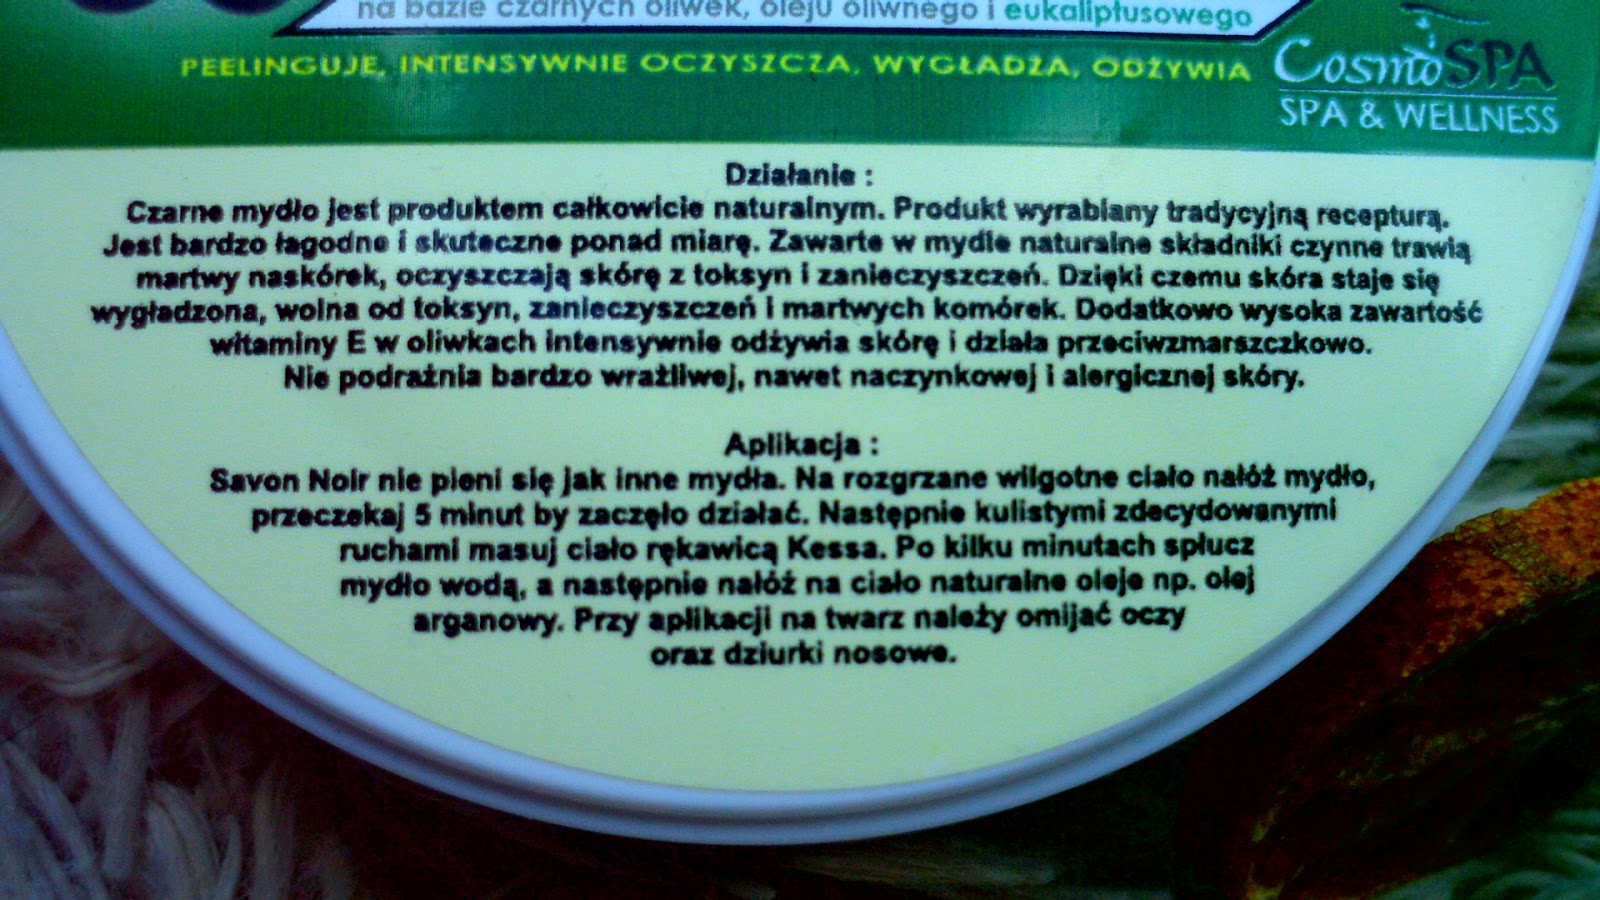 na bazie czarnych oliwek, oleju oliwnego i eukaliptusowego
PEELINGUJE, INTENSYWNIE OCZYSZCZA, WYGŁADZA, ODŻYWIA
CosmoSPA
SPA & WELLNESS
Działanie :
Czarne mydło jest produktem całkowicie naturalnym. Produkt wyrabiany tradycyjną recepturą.
Jest bardzo łagodne i skuteczne ponad miarę. Zawarte w mydle naturalne składniki czynne trawią
martwy naskórek, oczyszczają skórę z toksyn i zanieczyszczeń. Dzięki czemu skóra staje się
wygładzona, wolna od toksyn, zanieczyszczeń i martwych komórek. Dodatkowo wysoka zawartość
witaminy E w oliwkach intensywnie odżywia skórę i działa przeciwzmarszczkowo.
Nie podrażnia bardzo wrażliwej, nawet naczynkowej i alergicznej skóry.
Aplikacja :
Savon Noir nie pieni się jak inne mydła. Na rozgrzane wilgotne ciało nałóż mydło,
przeczekaj 5 minut by zaczęło działać. Następnie kulistymi zdecydowanymi
ruchami masuj ciało rękawicą Kessa. Po kilku minutach spłucz
mydło wodą, a następnie nałóż na ciało naturalne oleje np. olej
arganowy. Przy aplikacji na twarz należy omijać oczy
oraz dziurki nosowe.